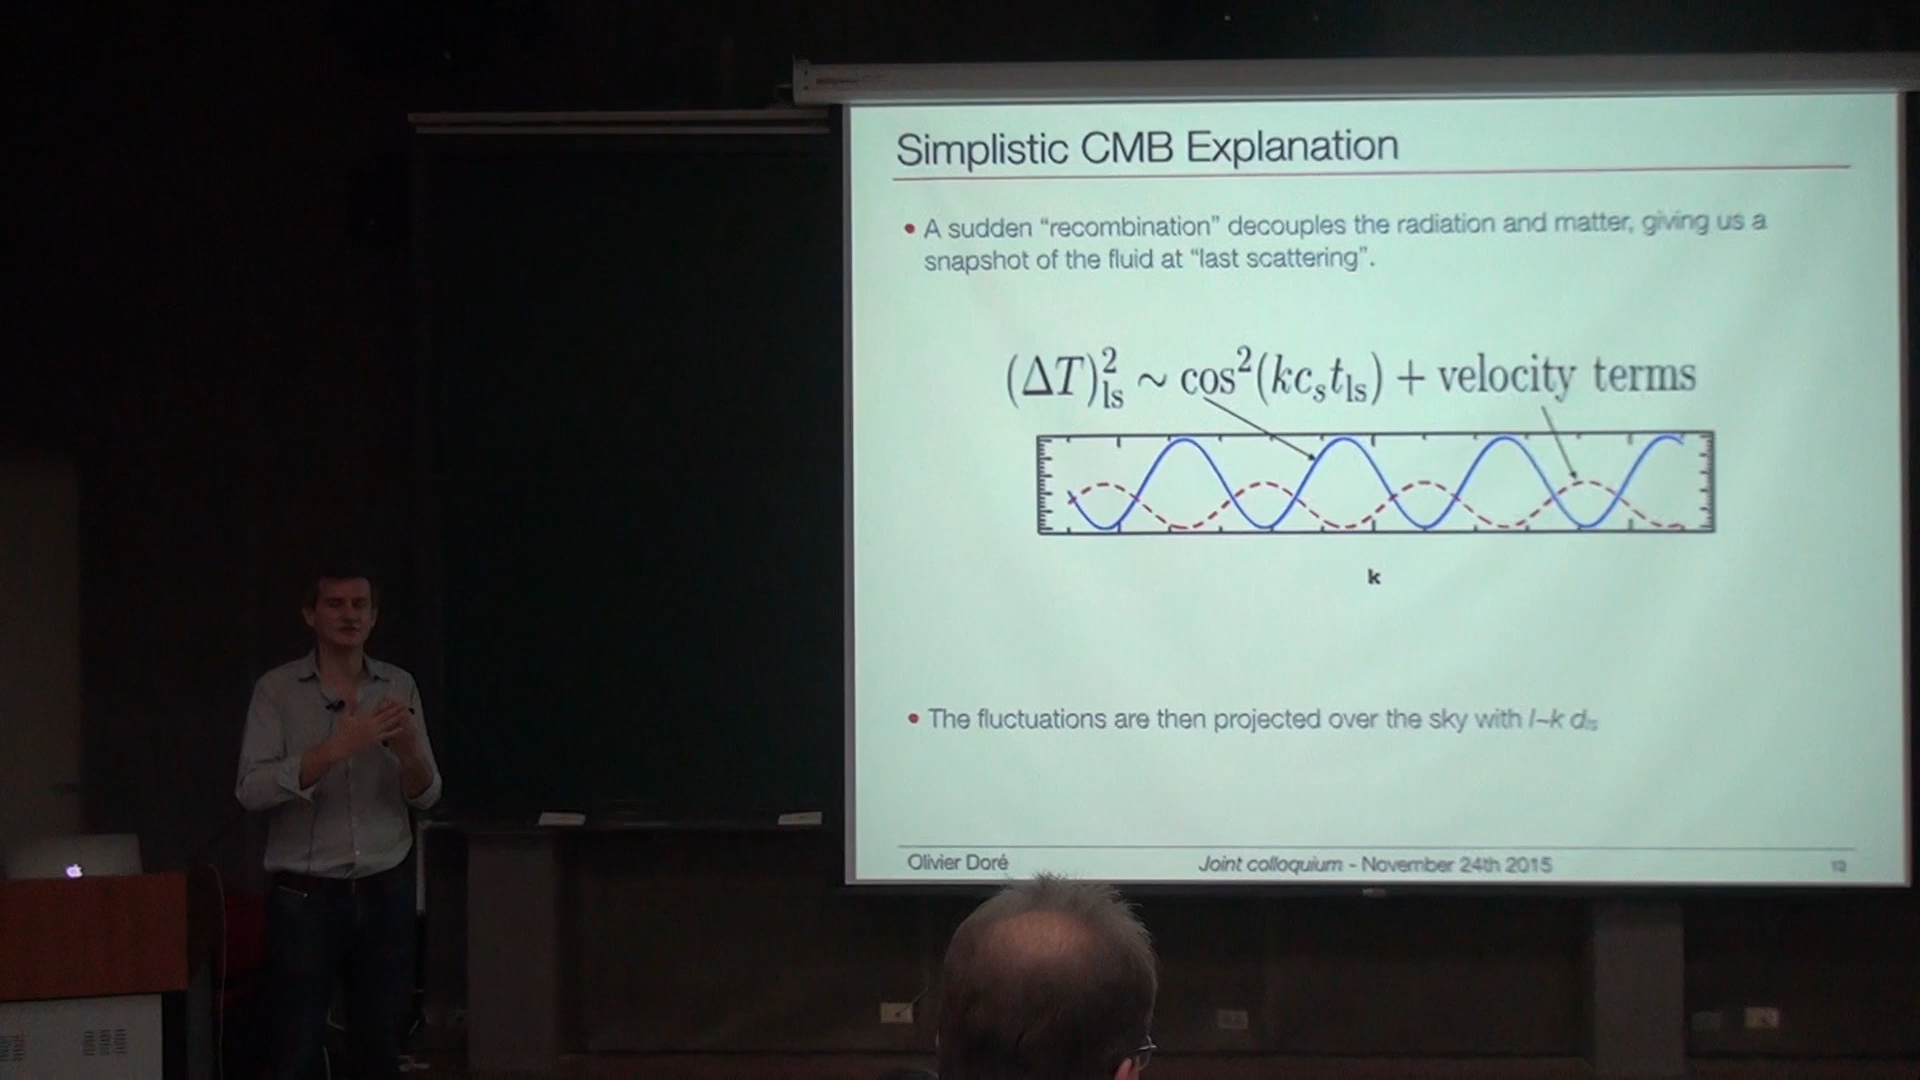 Simplistic CMB Explanation
• A sudden “recombination” decouples the radiation and matter, giving us a
snapshot of the fluid at “last scattering”.
(ΔT)²ls ~ cos²(kcₛtls) + velocity terms
k
• The fluctuations are then projected over the sky with l~k dls
Olivier Doré Joint colloquium - November 24th 2015